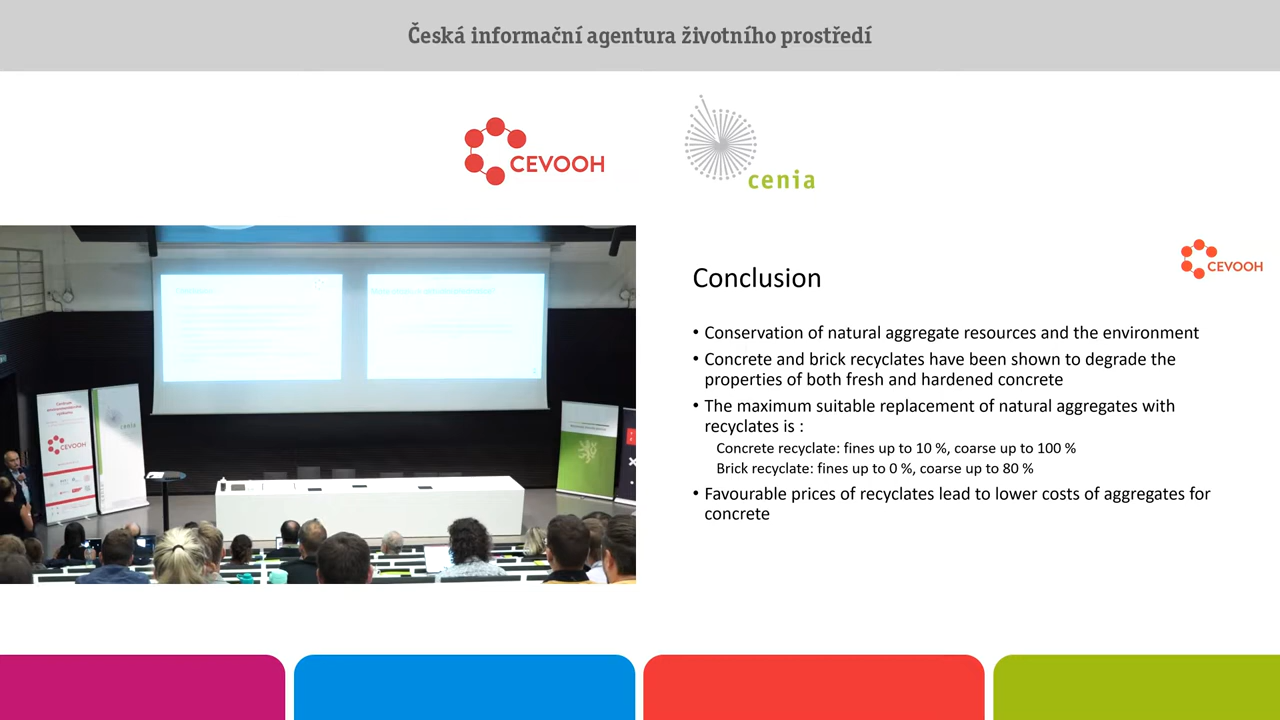 Česká informační agentura životního prostředí
CEVOOH
cenia
CEVOOH
Conclusion
• Conservation of natural aggregate resources and the environment
• Concrete and brick recyclates have been shown to degrade the
properties of both fresh and hardened concrete
• The maximum suitable replacement of natural aggregates with
recyclates is :
Concrete recyclate: fines up to 10 %, coarse up to 100 %
Brick recyclate: fines up to 0 %, coarse up to 80 %
• Favourable prices of recyclates lead to lower costs of aggregates for
concrete
CEVOOH
cenia